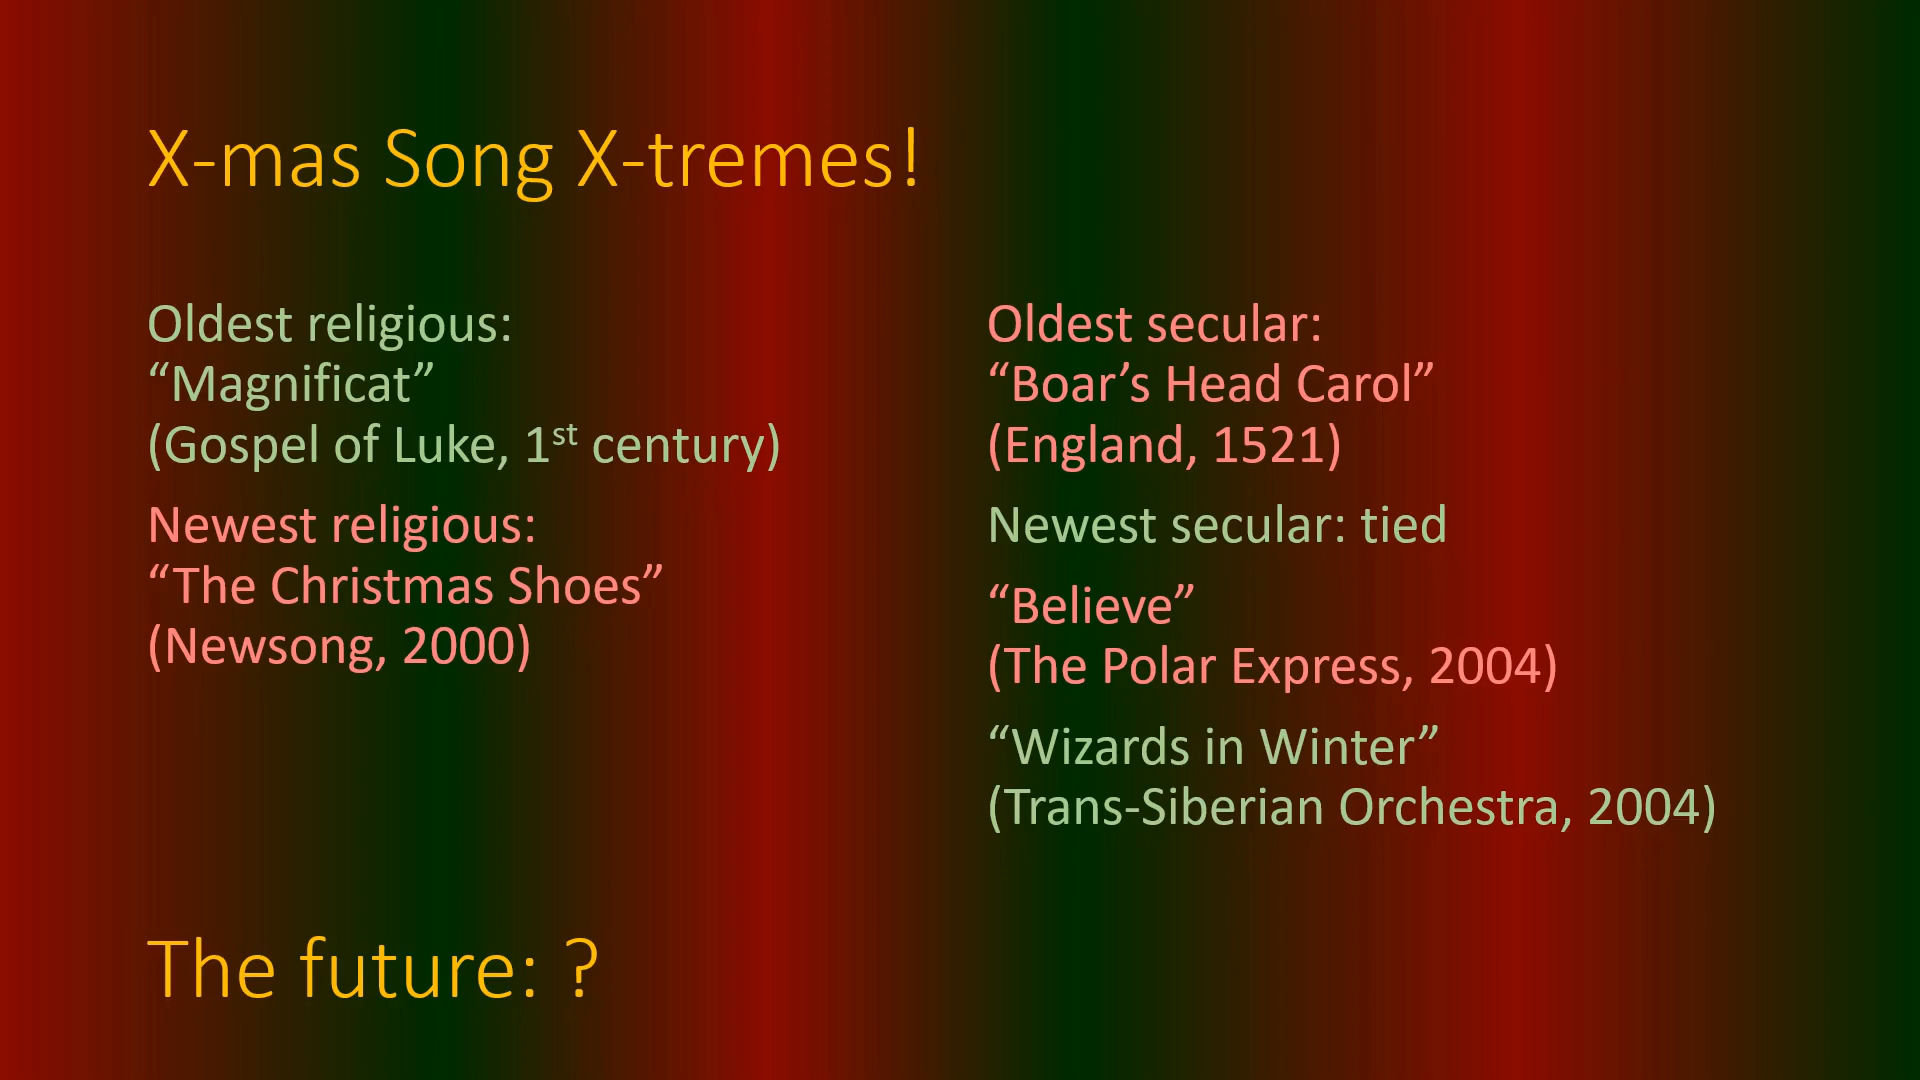 X-mas Song X-tremes!
Oldest religious:
“Magnificat”
(Gospel of Luke, 1st century)
Newest religious:
“The Christmas Shoes”
(Newsong, 2000)
Oldest secular:
“Boar’s Head Carol”
(England, 1521)
Newest secular: tied
“Believe”
(The Polar Express, 2004)
“Wizards in Winter”
(Trans-Siberian Orchestra, 2004)
The future: ?